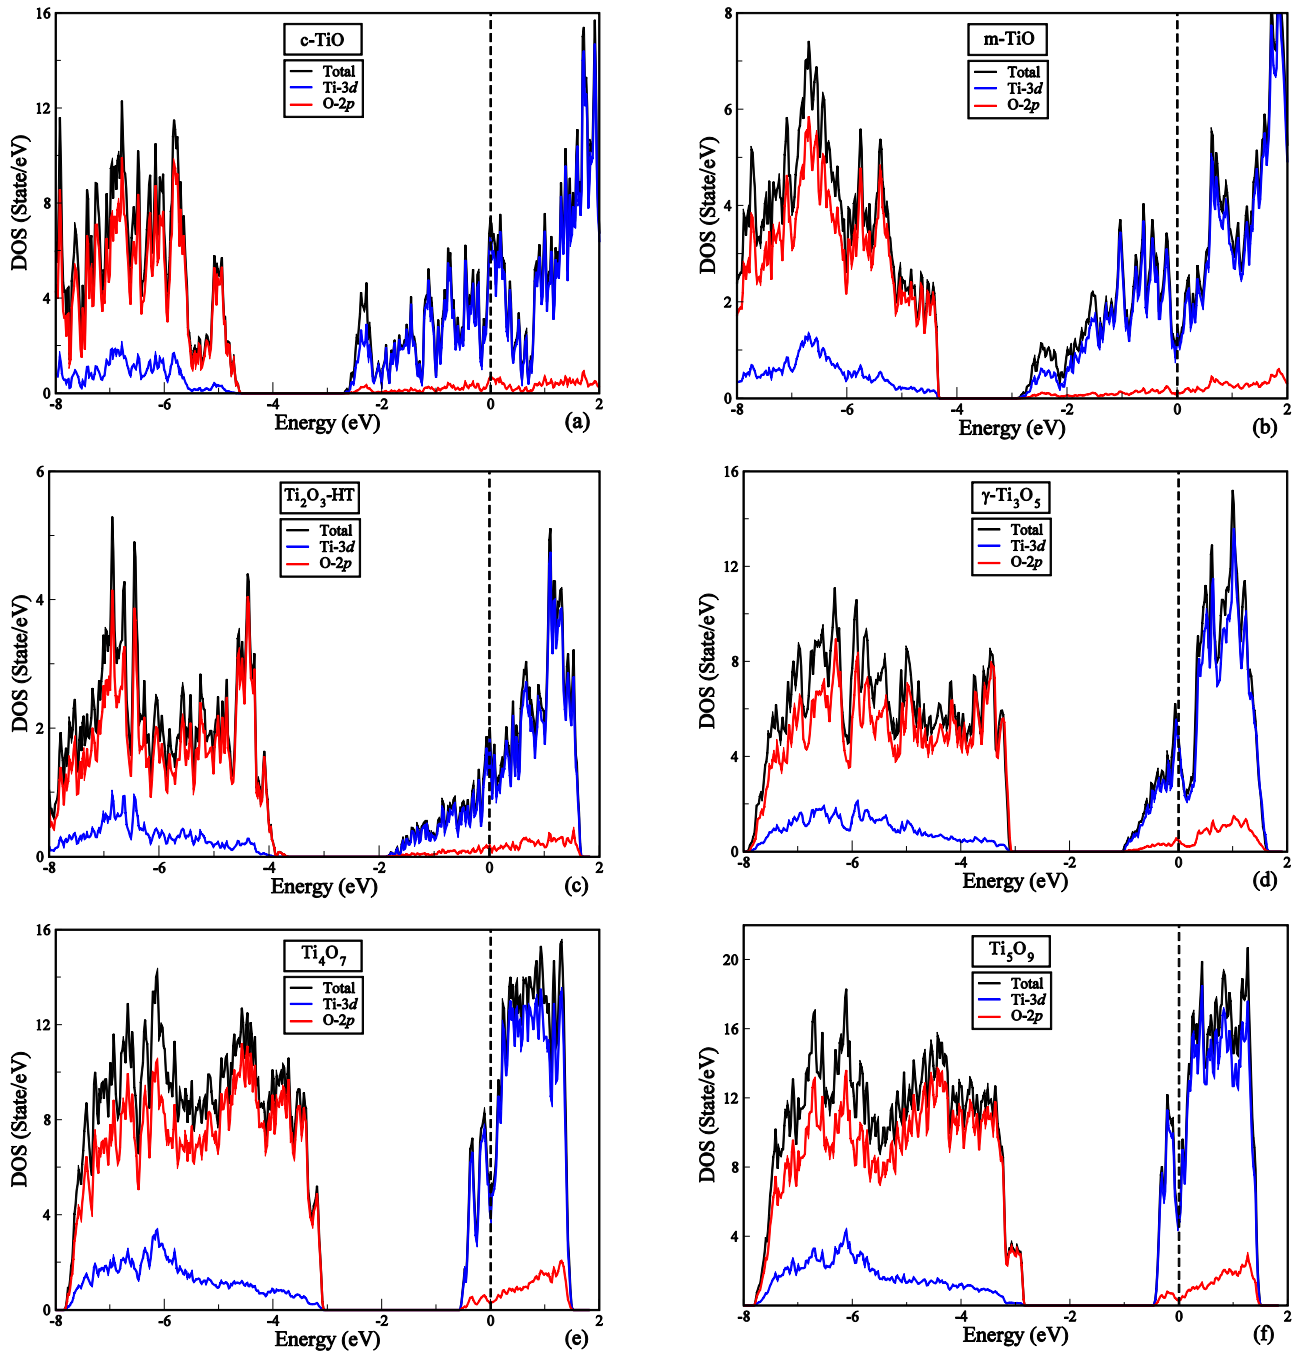 c-TiO
Total
Ti-3d
O-2p
DOS (State/eV)
16
12
8
4
0
-8 -6 -4 -2 0 2
Energy (eV)
(a)
m-TiO
Total
Ti-3d
O-2p
DOS (State/eV)
8
6
4
2
0
-8 -6 -4 -2 0 2
Energy (eV)
(b)
Ti₂O₃-HT
Total
Ti-3d
O-2p
DOS (State/eV)
6
4
2
0
-8 -6 -4 -2 0 2
Energy (eV)
(c)
γ-Ti₃O₅
Total
Ti-3d
O-2p
DOS (State/eV)
16
12
8
4
0
-8 -6 -4 -2 0 2
Energy (eV)
(d)
Ti₄O₇
Total
Ti-3d
O-2p
DOS (State/eV)
16
12
8
4
0
-8 -6 -4 -2 0 2
Energy (eV)
(e)
Ti₅O₉
Total
Ti-3d
O-2p
DOS (State/eV)
20
16
12
8
4
0
-8 -6 -4 -2 0 2
Energy (eV)
(f)